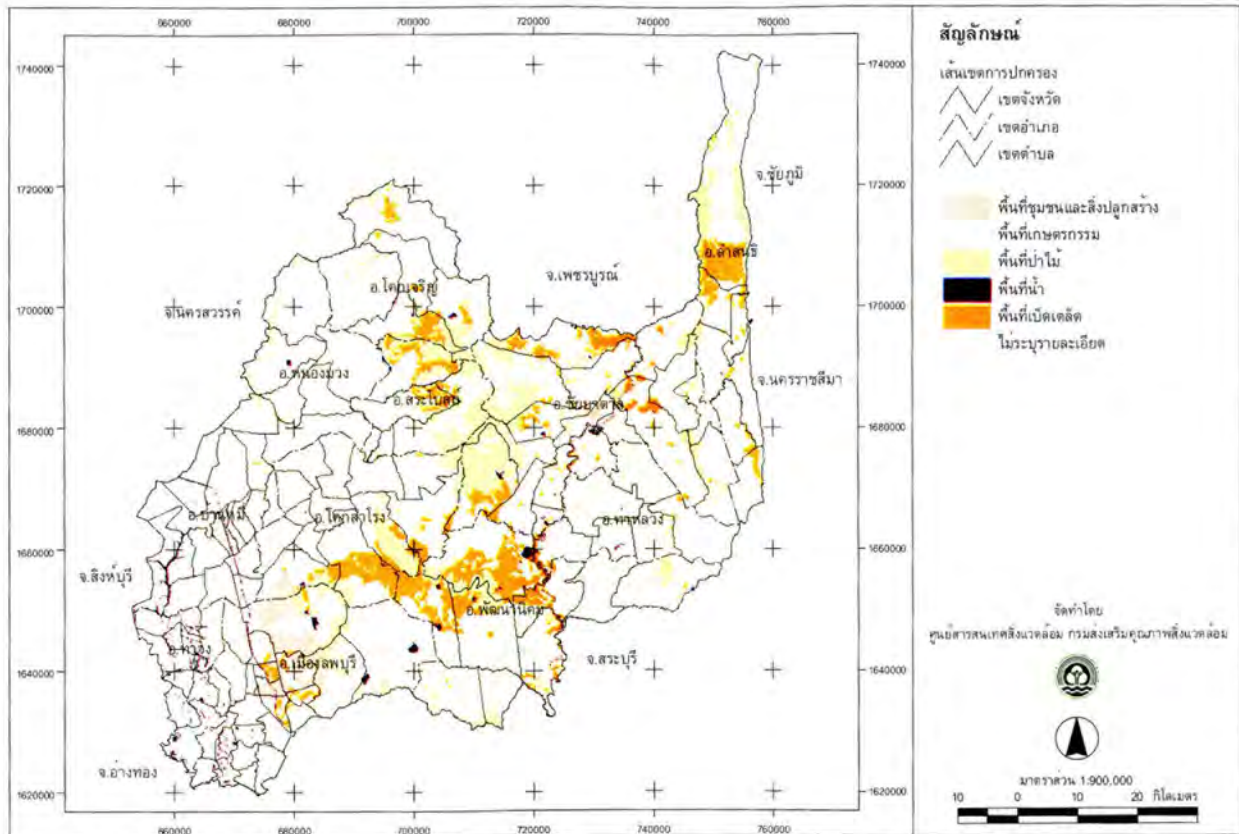 660000 680000 700000 720000 740000 760000
1740000 1740000
1720000 1720000
1700000 1700000
1680000 1680000
1660000 1660000
1640000 1640000
1620000 1620000
จ.ชัยภูมิ
อ.ลำสนธิ
จ.เพชรบูรณ์
อ.โคกเจริญ
จ.นครสวรรค์
อ.หนองม่วง
จ.นครราชสีมา
อ.สระโบสถ์
อ.ชัยบาดาล
อ.บ้านหมี่
อ.โคกสำโรง
อ.ท่าหลวง
จ.สิงห์บุรี
อ.พัฒนานิคม
อ.ท่าวุ้ง
อ.เมืองลพบุรี
จ.สระบุรี
จ.อ่างทอง
660000 680000 700000 720000 740000 760000
สัญลักษณ์
เส้นเขตการปกครอง
เขตจังหวัด
เขตอำเภอ
เขตตำบล
พื้นที่ชุมชนและสิ่งปลูกสร้าง
พื้นที่เกษตรกรรม
พื้นที่ป่าไม้
พื้นที่น้ำ
พื้นที่เบ็ดเตล็ด
ไม่ระบุรายละเอียด
จัดทำโดย
ศูนย์สารสนเทศสิ่งแวดล้อม กรมส่งเสริมคุณภาพสิ่งแวดล้อม
มาตราส่วน 1:900,000
10 0 10 20 กิโลเมตร